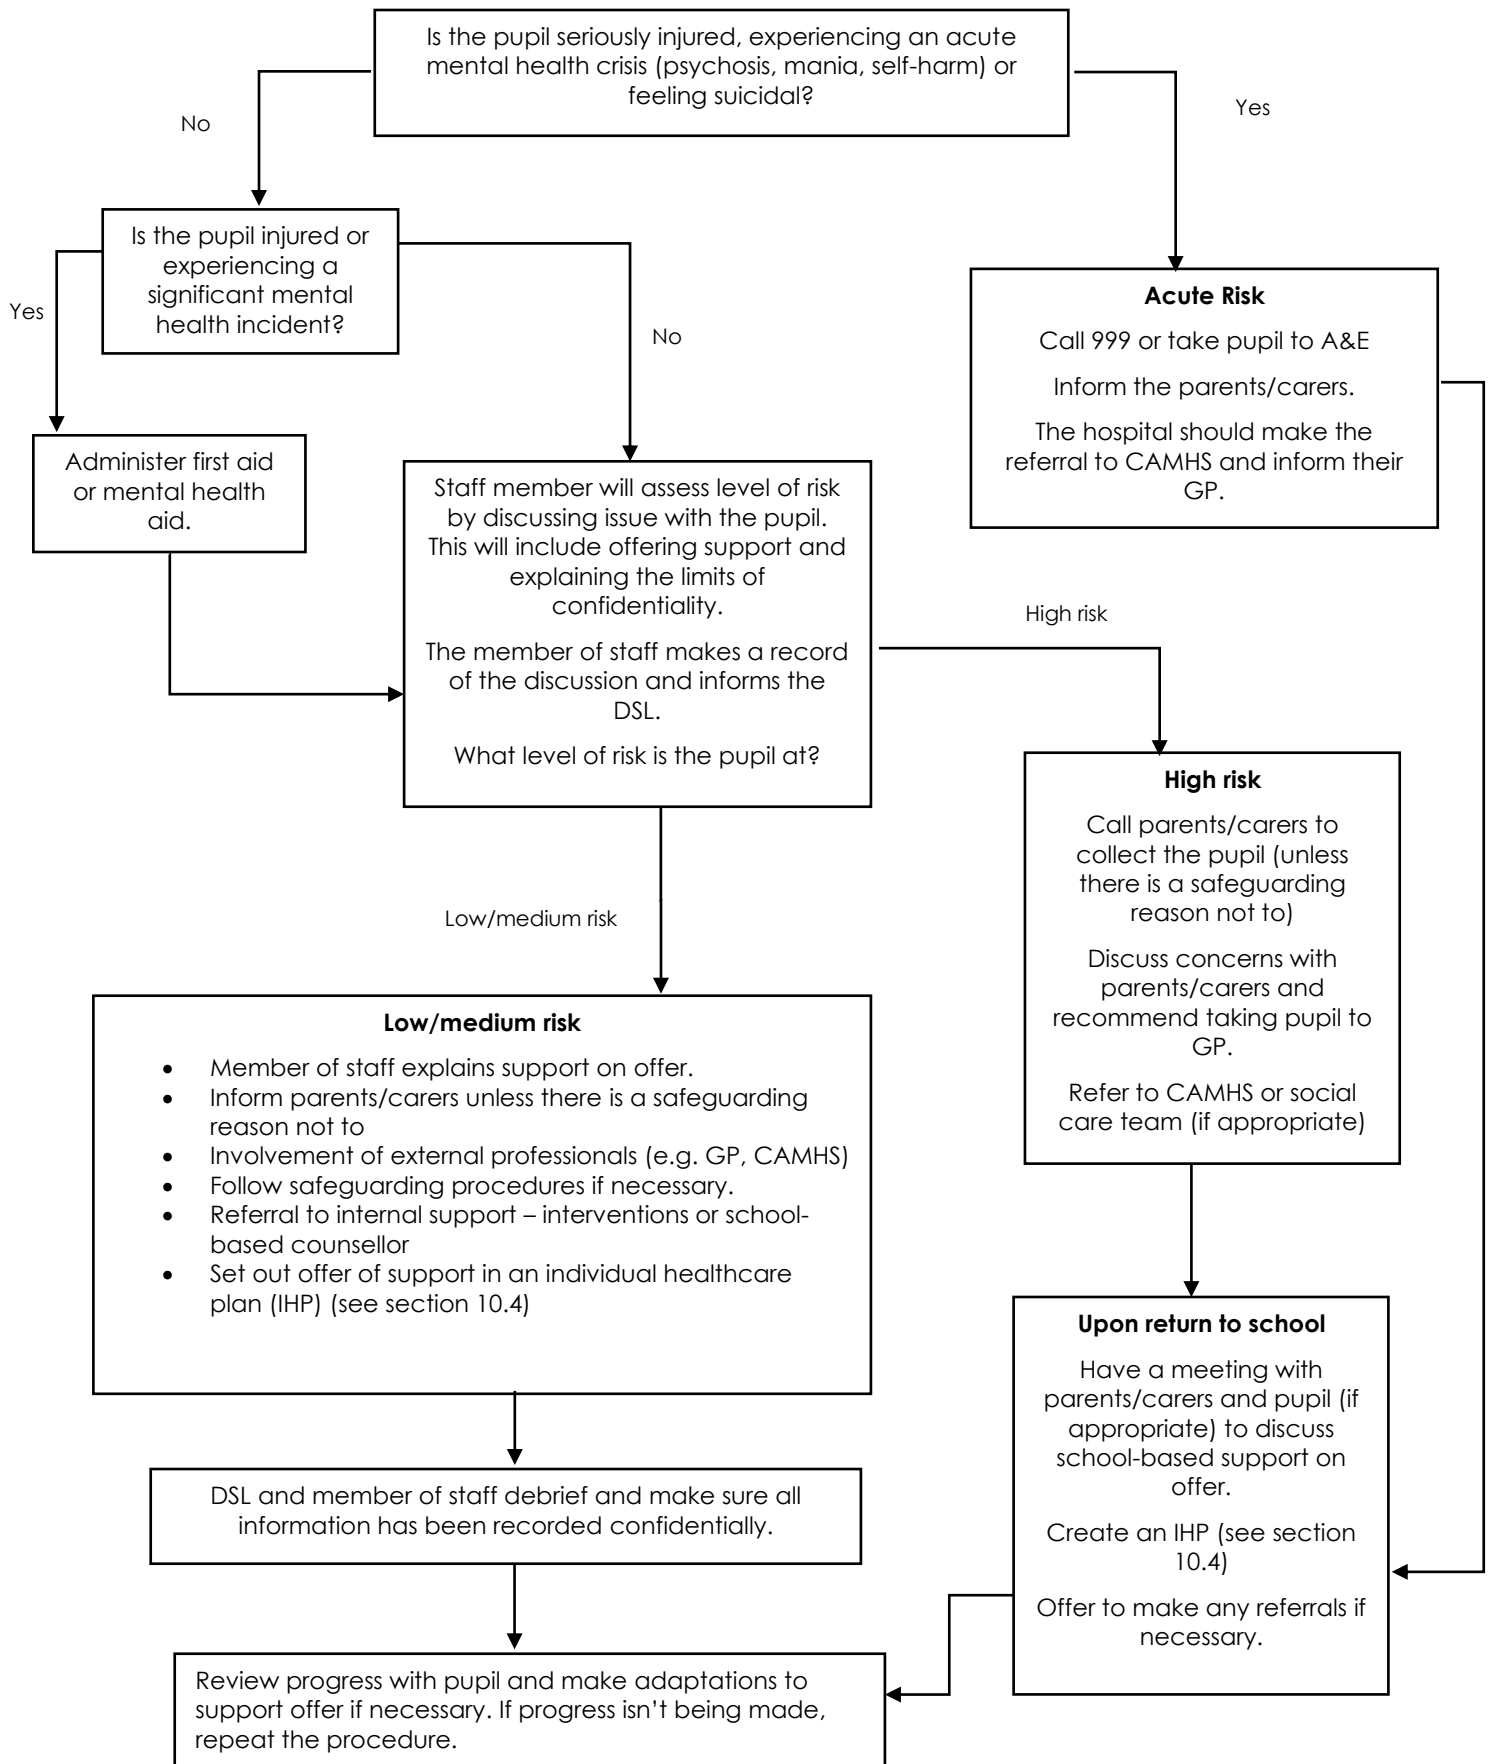 Is the pupil seriously injured, experiencing an acute
mental health crisis (psychosis, mania, self-harm) or
feeling suicidal?
No
Yes
Is the pupil injured or
experiencing a
significant mental
health incident?
Yes
No
Acute Risk
Call 999 or take pupil to A&E
Inform the parents/carers.
The hospital should make the
referral to CAMHS and inform their
GP.
Administer first aid
or mental health
aid.
Staff member will assess level of risk
by discussing issue with the pupil.
This will include offering support and
explaining the limits of
confidentiality.
The member of staff makes a record
of the discussion and informs the
DSL.
What level of risk is the pupil at?
High risk
High risk
Call parents/carers to
collect the pupil (unless
there is a safeguarding
reason not to)
Discuss concerns with
parents/carers and
recommend taking pupil to
GP.
Refer to CAMHS or social
care team (if appropriate)
Low/medium risk
Low/medium risk
• Member of staff explains support on offer.
• Inform parents/carers unless there is a safeguarding
reason not to
• Involvement of external professionals (e.g. GP, CAMHS)
• Follow safeguarding procedures if necessary.
• Referral to internal support – interventions or school-
based counsellor
• Set out offer of support in an individual healthcare
plan (IHP) (see section 10.4)
Upon return to school
Have a meeting with
parents/carers and pupil (if
appropriate) to discuss
school-based support on
offer.
Create an IHP (see section
10.4)
Offer to make any referrals if
necessary.
DSL and member of staff debrief and make sure all
information has been recorded confidentially.
Review progress with pupil and make adaptations to
support offer if necessary. If progress isn't being made,
repeat the procedure.